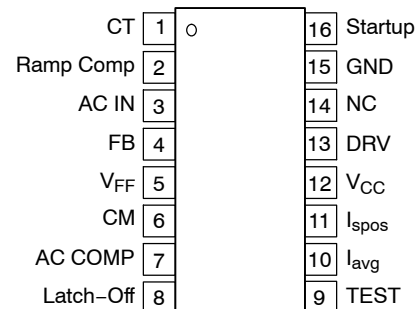 CT 1 16 Startup
Ramp Comp 2 15 GND
AC IN 3 14 NC
FB 4 13 DRV
VFF 5 12 VCC
CM 6 11 Ispos
AC COMP 7 10 Iavg
Latch−Off 8 9 TEST